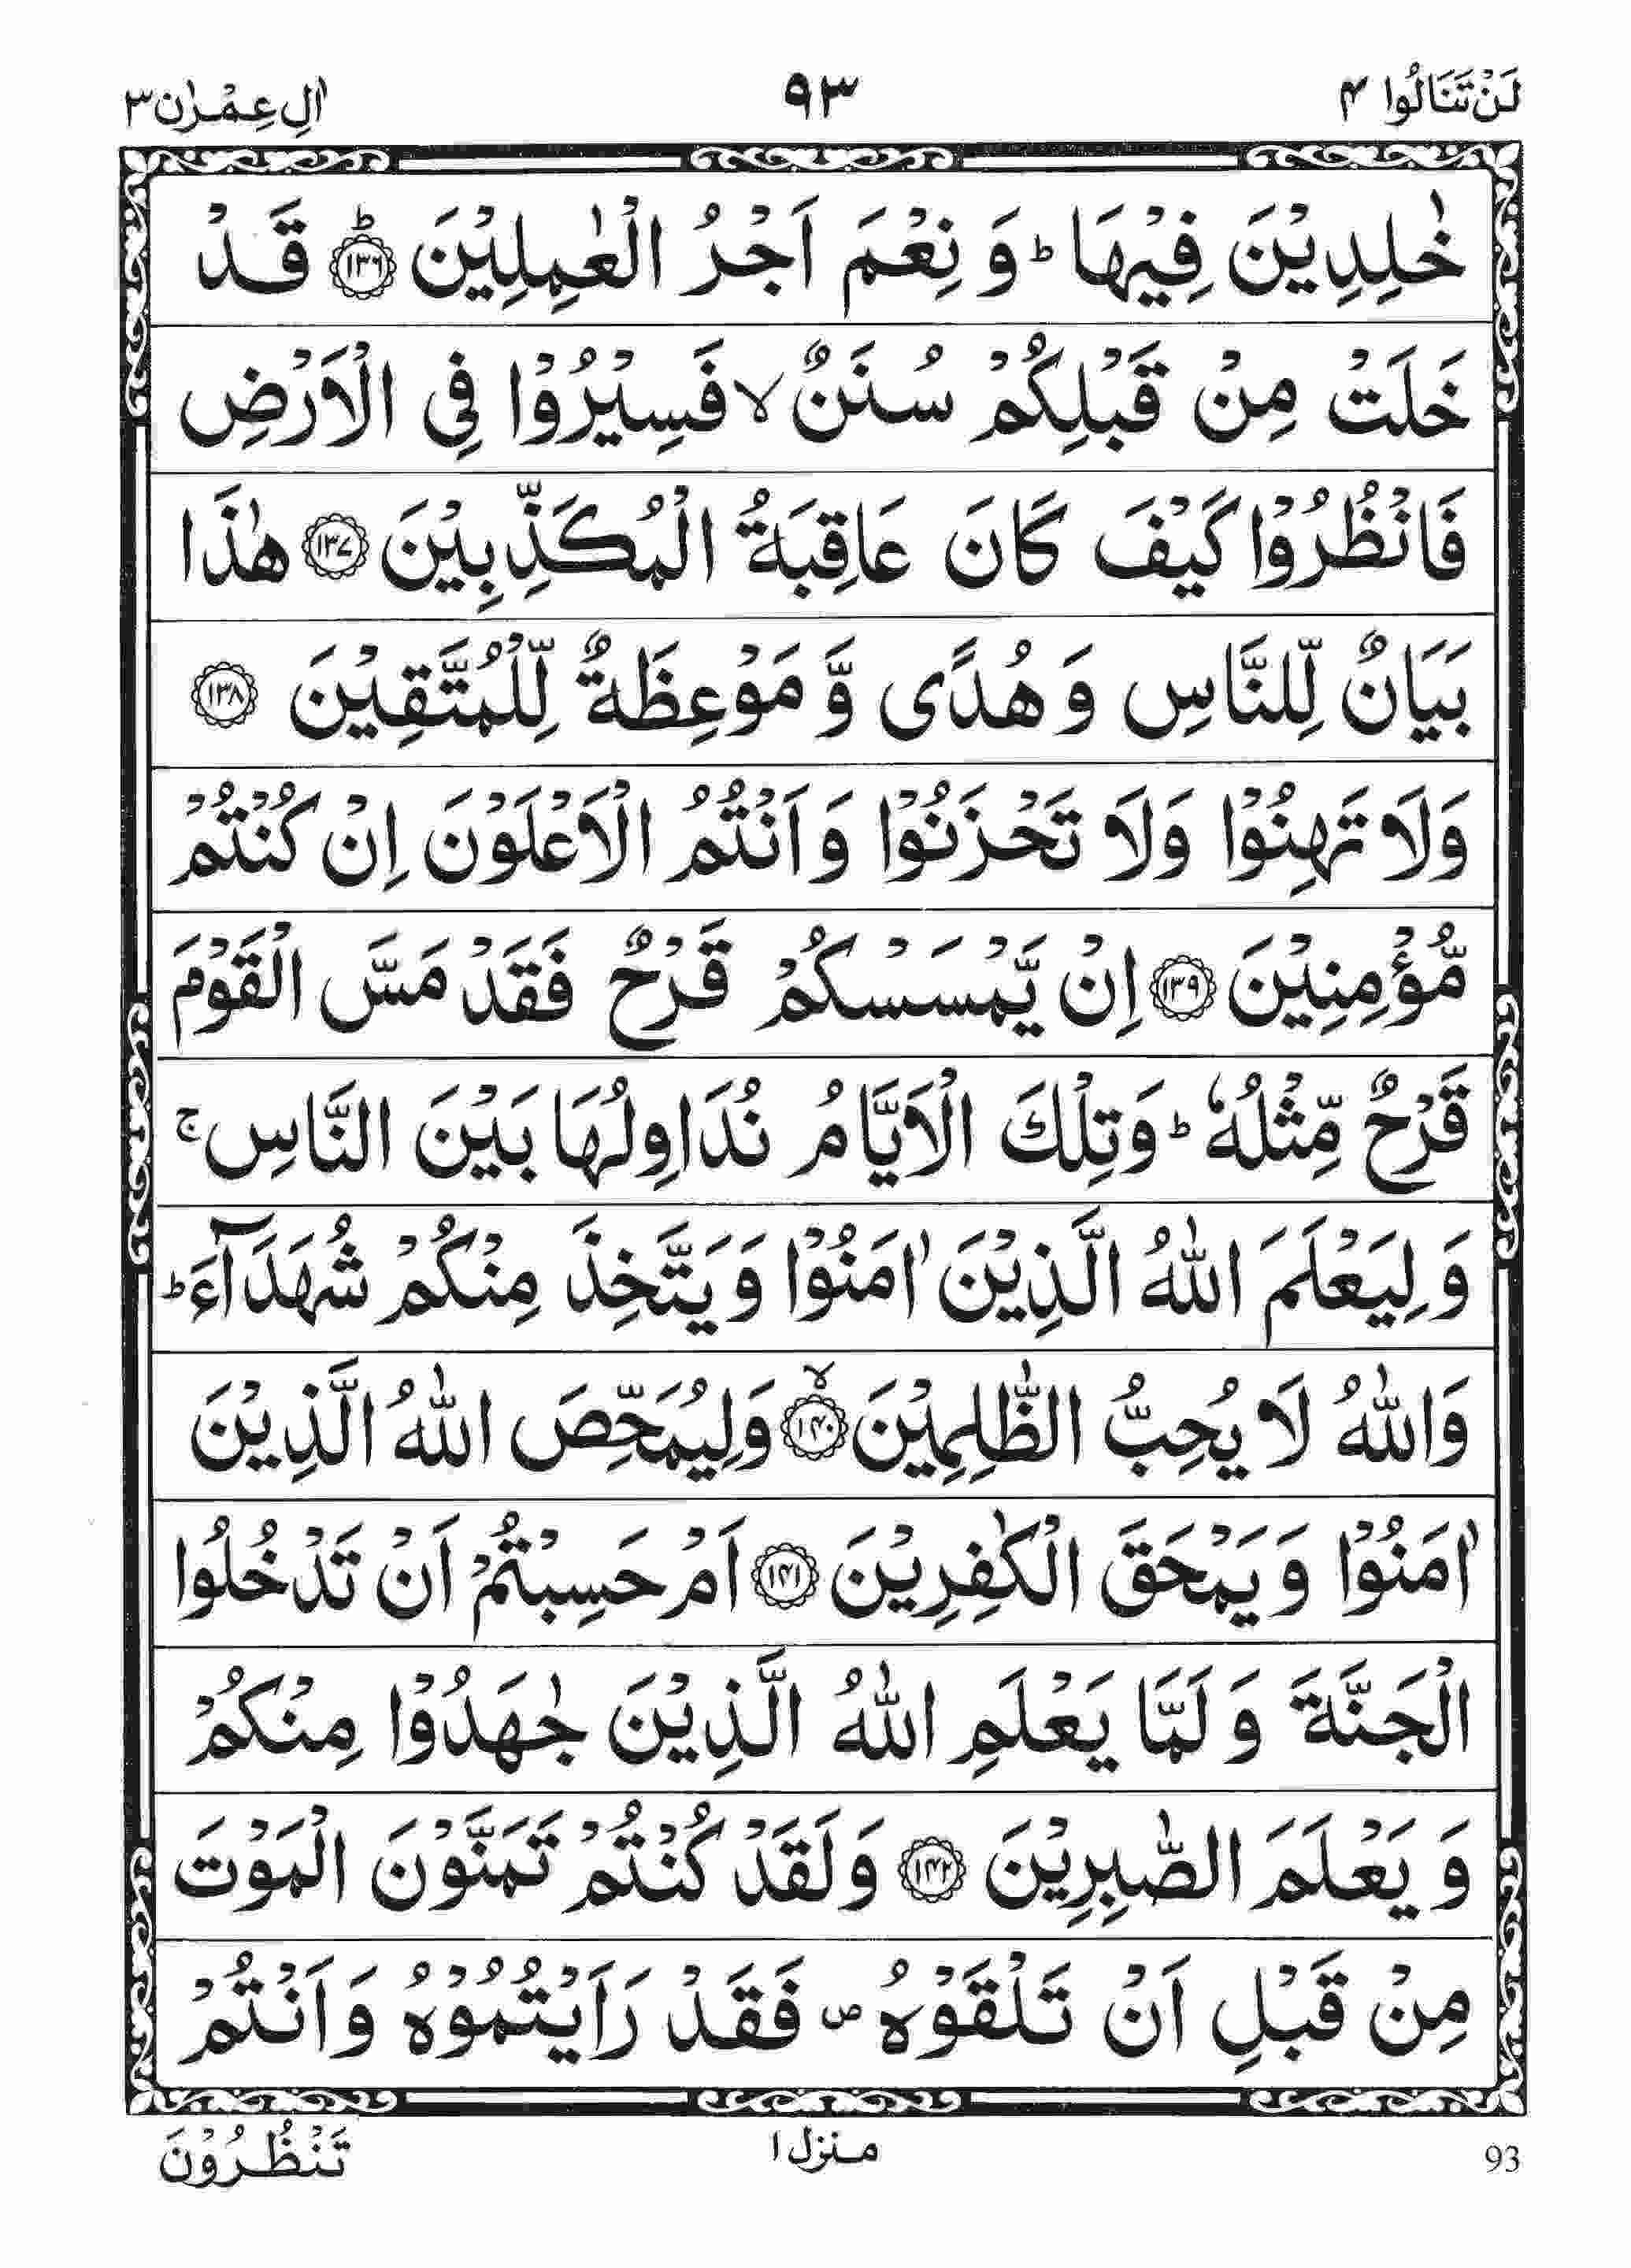 لَنْ تَنَالُوا ۴
۹۳
اٰلِ عِمْرٰن ۳
خٰلِدِيْنَ فِيْهَا ؕ وَ نِعْمَ اَجْرُ الْعٰمِلِيْنَ ؕ ﴿۱۳۶﴾ قَدْ
خَلَتْ مِنْ قَبْلِكُمْ سُنَنٌ ۙ فَسِيْرُوْا فِى الْاَرْضِ
فَانْظُرُوْا كَيْفَ كَانَ عَاقِبَةُ الْمُكَذِّبِيْنَ ﴿۱۳۷﴾ هٰذَا
بَيَانٌ لِّلنَّاسِ وَ هُدًى وَّ مَوْعِظَةٌ لِّلْمُتَّقِيْنَ ﴿۱۳۸﴾
وَلَا تَهِنُوْا وَلَا تَحْزَنُوْا وَ اَنْتُمُ الْاَعْلَوْنَ اِنْ كُنْتُمْ
مُّؤْمِنِيْنَ ﴿۱۳۹﴾ اِنْ يَّمْسَسْكُمْ قَرْحٌ فَقَدْ مَسَّ الْقَوْمَ
قَرْحٌ مِّثْلُهٗ ؕ وَتِلْكَ الْاَيَّامُ نُدَاوِلُهَا بَيْنَ النَّاسِ ۚ
وَ لِيَعْلَمَ اللّٰهُ الَّذِيْنَ اٰمَنُوْا وَ يَتَّخِذَ مِنْكُمْ شُهَدَآءَ ؕ
وَاللّٰهُ لَا يُحِبُّ الظّٰلِمِيْنَ ۙ ﴿۱۴۰﴾ وَلِيُمَحِّصَ اللّٰهُ الَّذِيْنَ
اٰمَنُوْا وَ يَمْحَقَ الْكٰفِرِيْنَ ﴿۱۴۱﴾ اَمْ حَسِبْتُمْ اَنْ تَدْخُلُوا
الْجَنَّةَ وَ لَمَّا يَعْلَمِ اللّٰهُ الَّذِيْنَ جٰهَدُوْا مِنْكُمْ
وَ يَعْلَمَ الصّٰبِرِيْنَ ﴿۱۴۲﴾ وَلَقَدْ كُنْتُمْ تَمَنَّوْنَ الْمَوْتَ
مِنْ قَبْلِ اَنْ تَلْقَوْهُ ۪ فَقَدْ رَاَيْتُمُوْهُ وَ اَنْتُمْ
تَنْظُرُوْنَ
منزل ۱
93